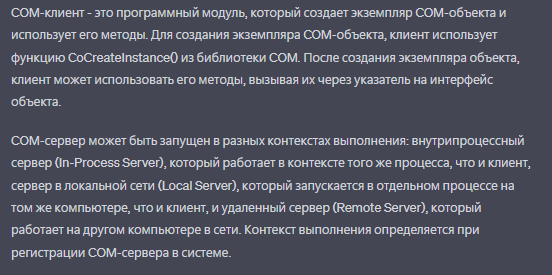 COM-клиент - это программный модуль, который создает экземпляр COM-объекта и
использует его методы. Для создания экземпляра COM-объекта, клиент использует
функцию CoCreateInstance() из библиотеки COM. После создания экземпляра объекта,
клиент может использовать его методы, вызывая их через указатель на интерфейс
объекта.
COM-сервер может быть запущен в разных контекстах выполнения: внутрипроцессный
сервер (In-Process Server), который работает в контексте того же процесса, что и клиент,
сервер в локальной сети (Local Server), который запускается в отдельном процессе на
том же компьютере, что и клиент, и удаленный сервер (Remote Server), который
работает на другом компьютере в сети. Контекст выполнения определяется при
регистрации COM-сервера в системе.